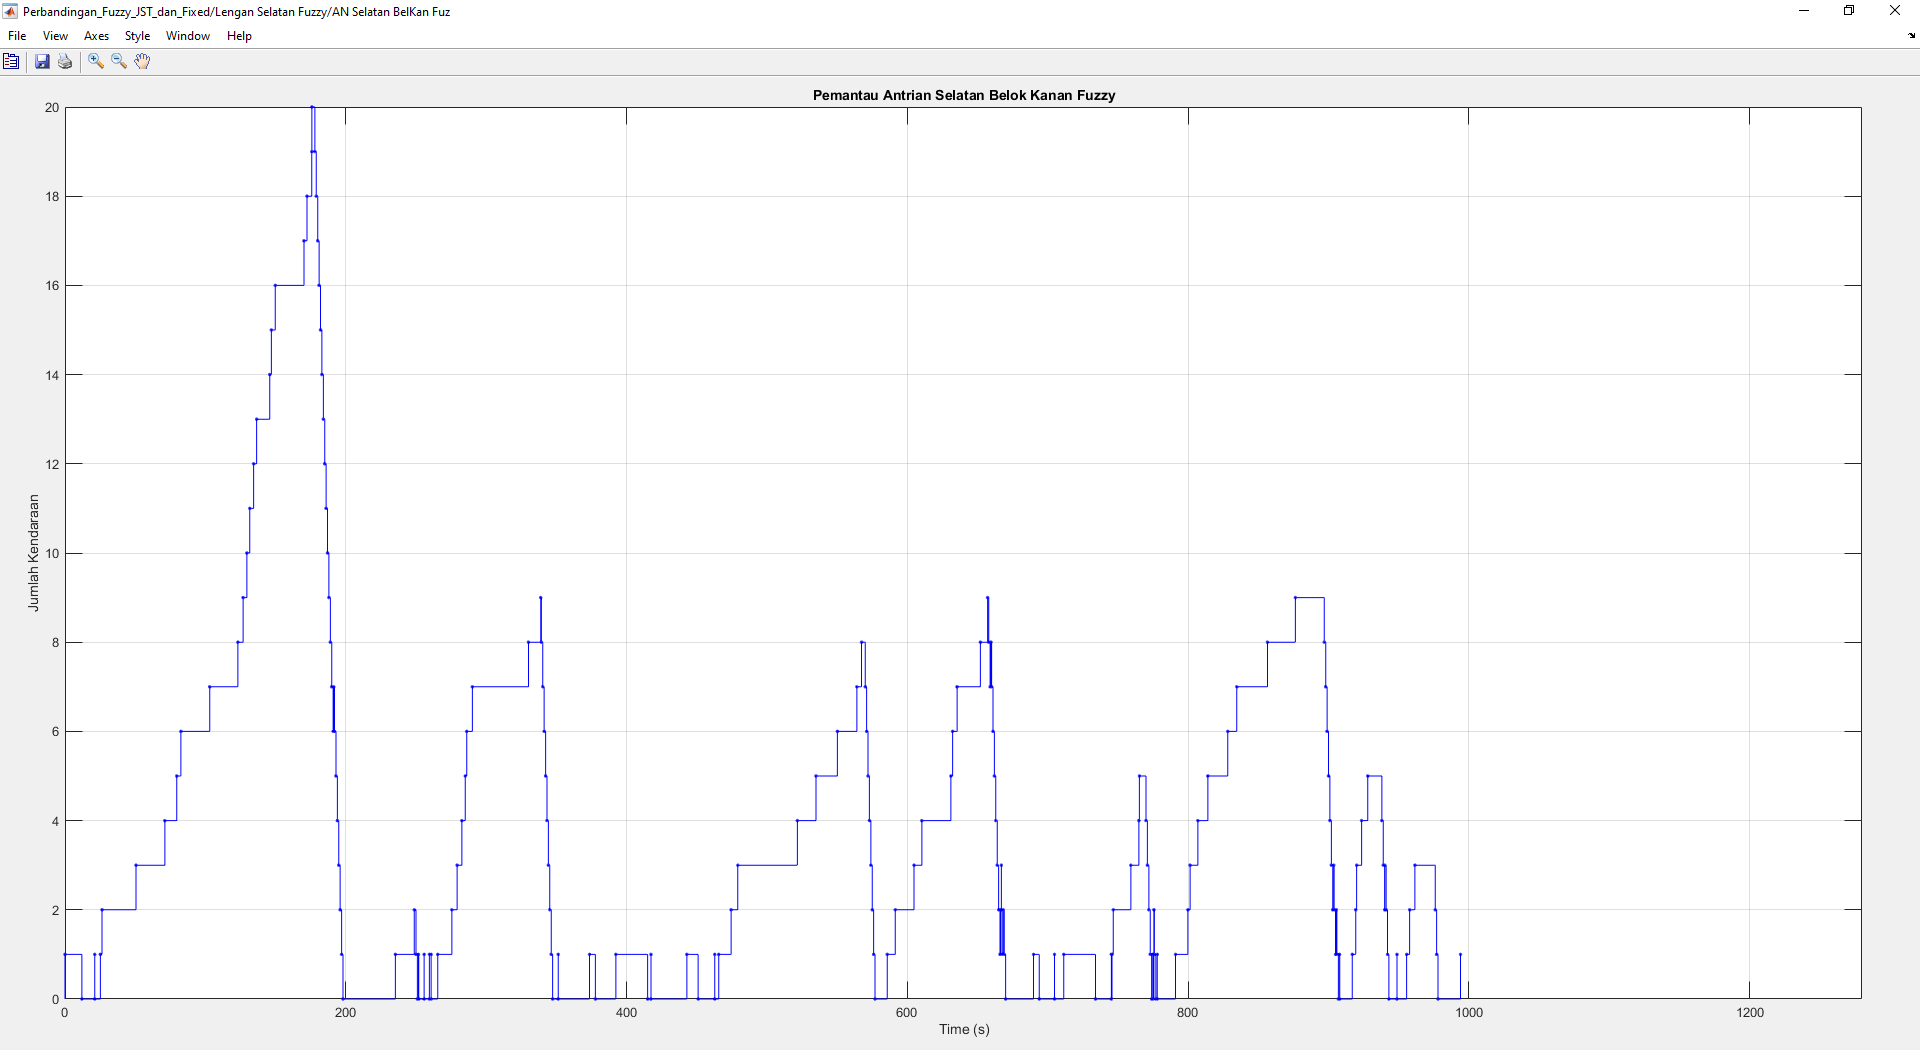 Perbandingan_Fuzzy_JST_dan_Fixed/Lengan Selatan Fuzzy/AN Selatan BelKan Fuz
File View Axes Style Window Help
Pemantau Antrian Selatan Belok Kanan Fuzzy
20
18
16
14
12
10
8
6
4
2
0
Jumlah Kendaraan
0 200 400 600 800 1000 1200
Time (s)